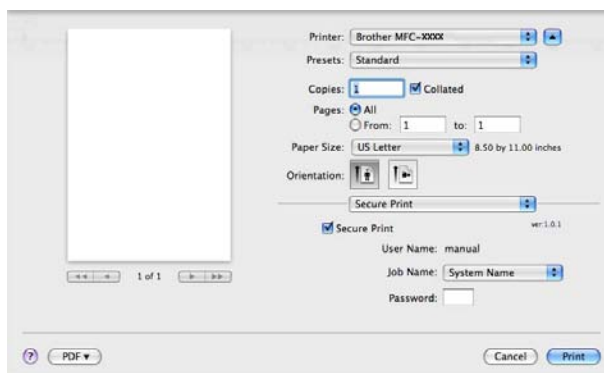 Printer: Brother MFC-XXXX
Presets: Standard
Copies: 1 Collated
Pages: All
From: 1 to: 1
Paper Size: US Letter 8.50 by 11.00 inches
Orientation:
Secure Print
Secure Print ver:1.0.1
User Name: manual
Job Name: System Name
Password:
1 of 1
? PDF ▼ Cancel Print